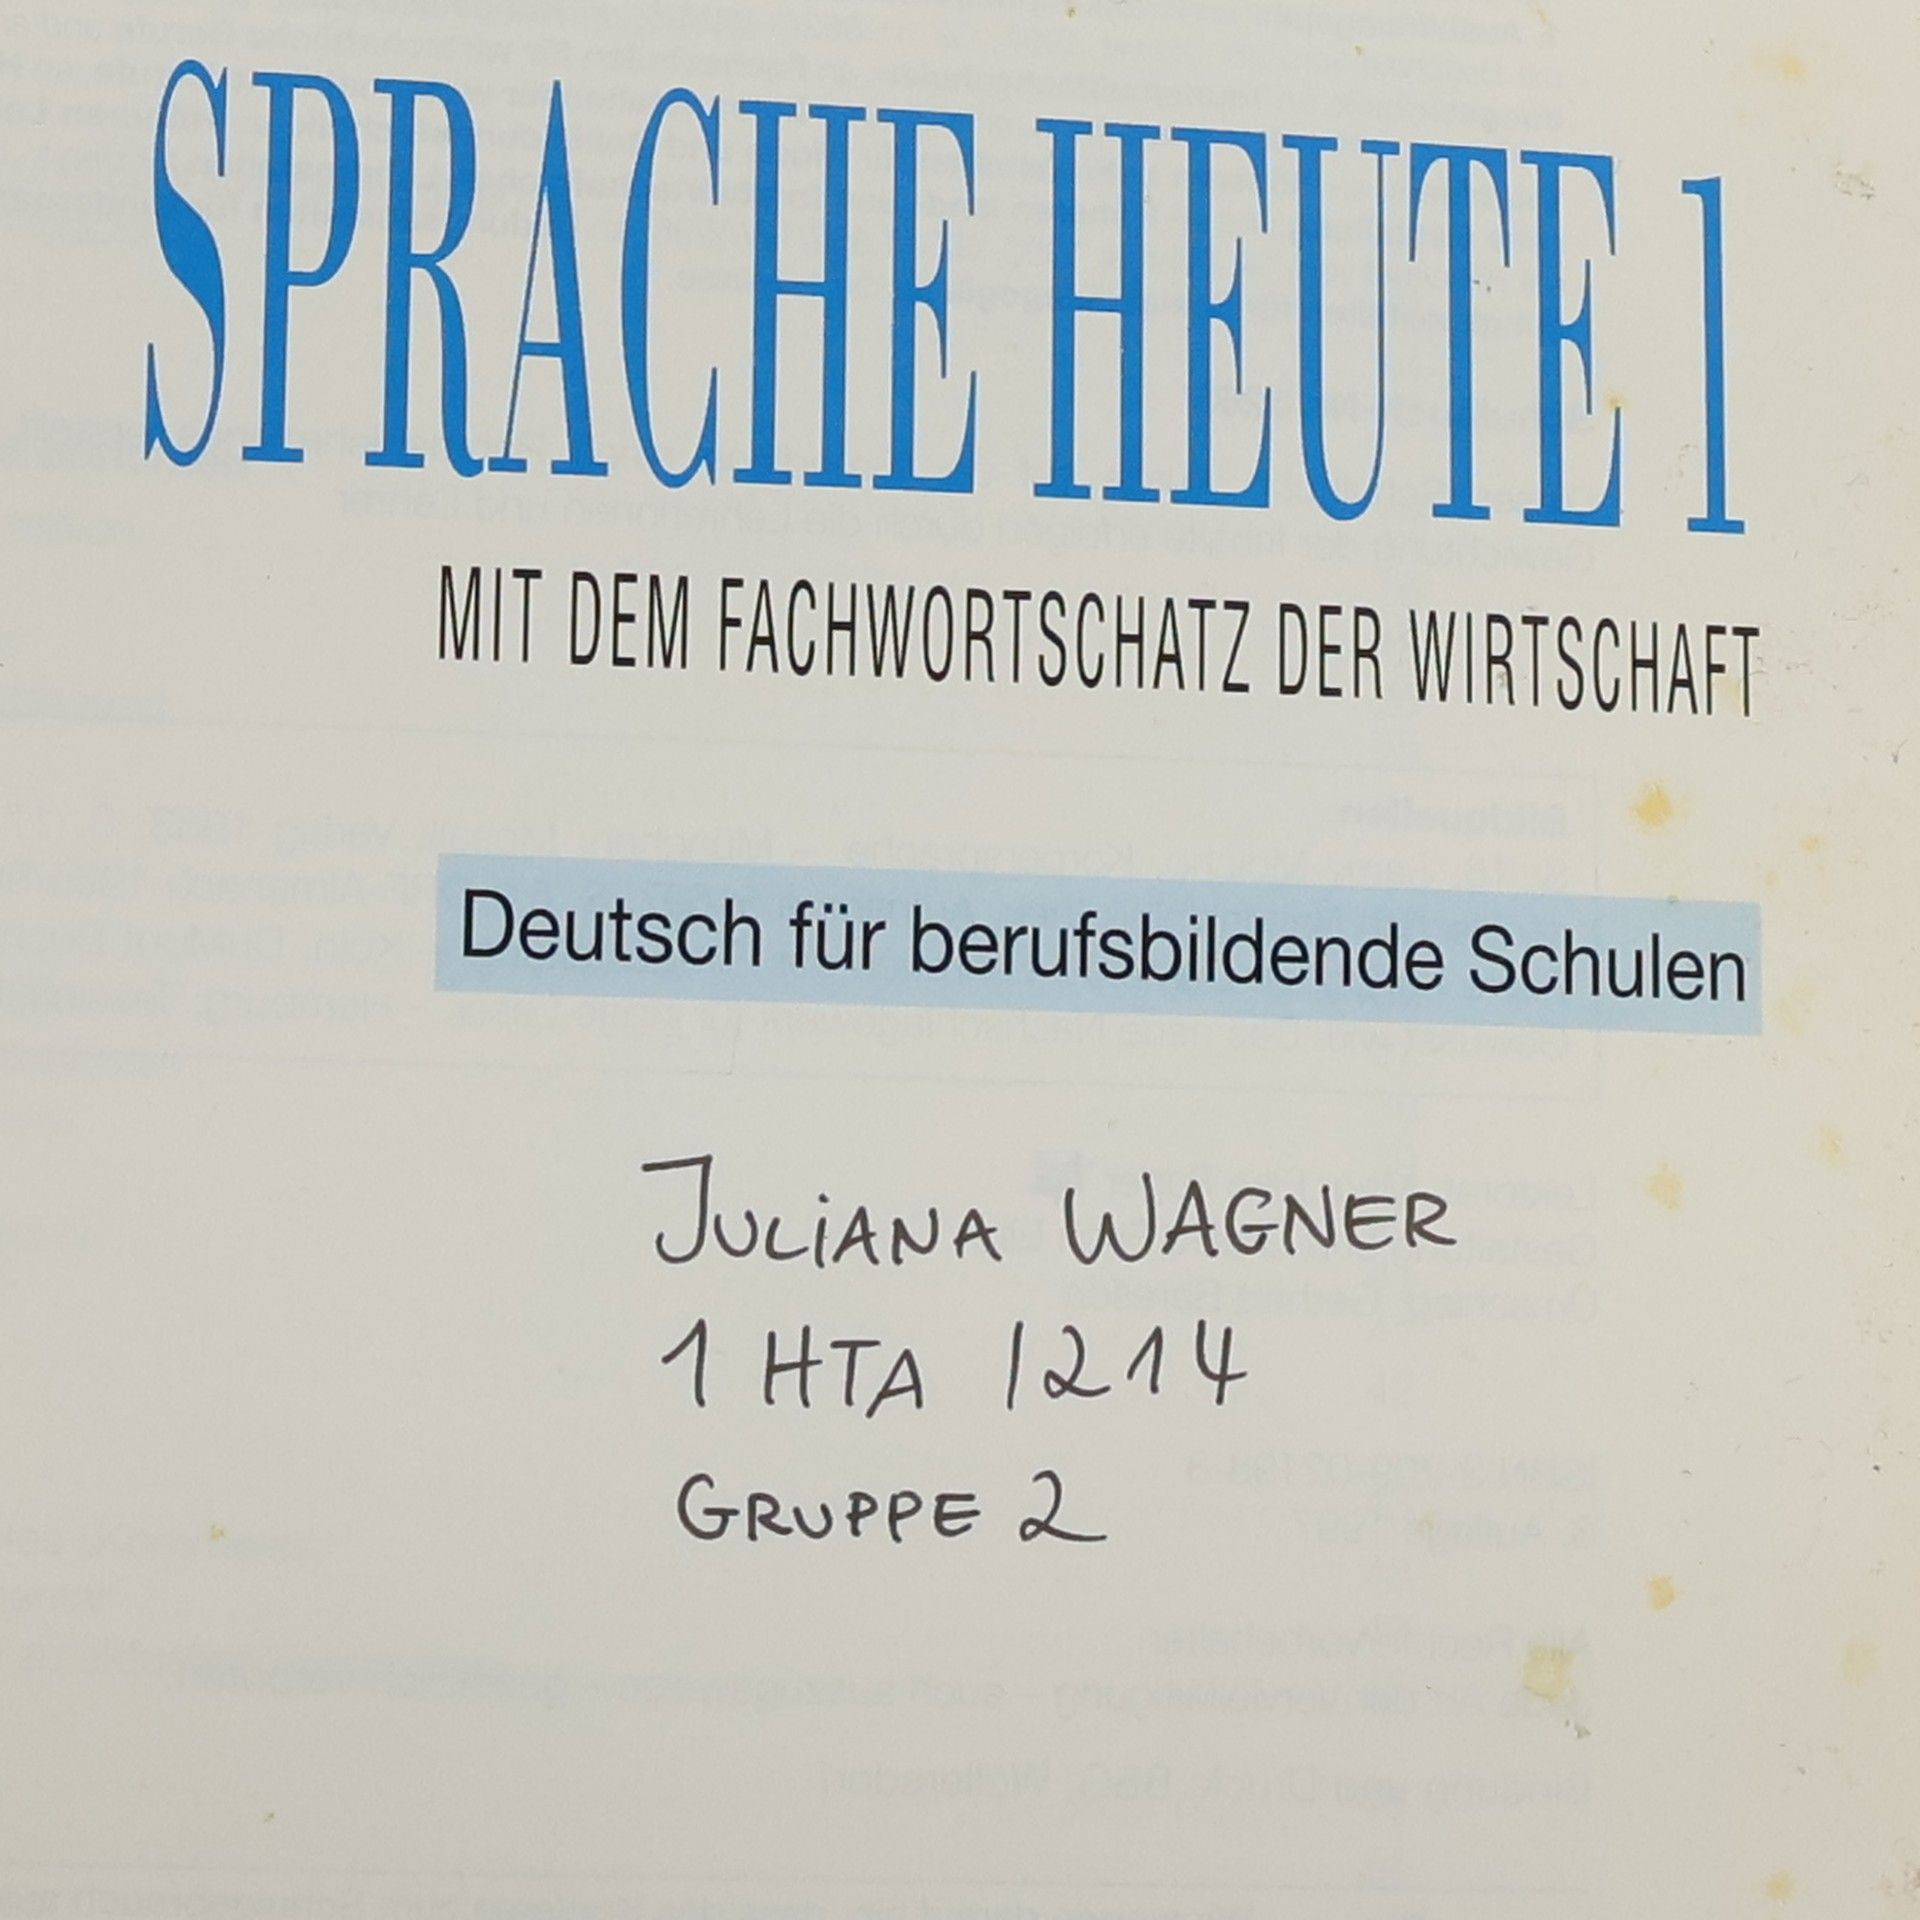 SPRACHE HEUTE 1
MIT DEM FACHWORTSCHATZ DER WIRTSCHAFT
Deutsch für berufsbildende Schulen
JULIANA WAGNER
1 HTA 1214
GRUPPE 2